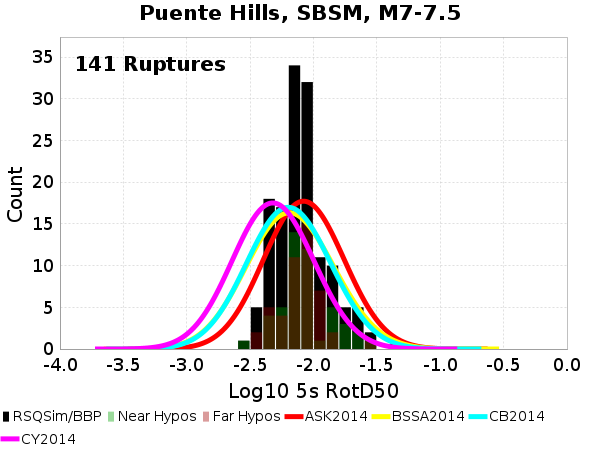 Puente Hills, SBSM, M7-7.5
141 Ruptures
35
30
25
20
15
10
5
0
Count
-4.0 -3.5 -3.0 -2.5 -2.0 -1.5 -1.0 -0.5 0.0
Log10 5s RotD50
RSQSim/BBP Near Hypos Far Hypos ASK2014 BSSA2014 CB2014
CY2014